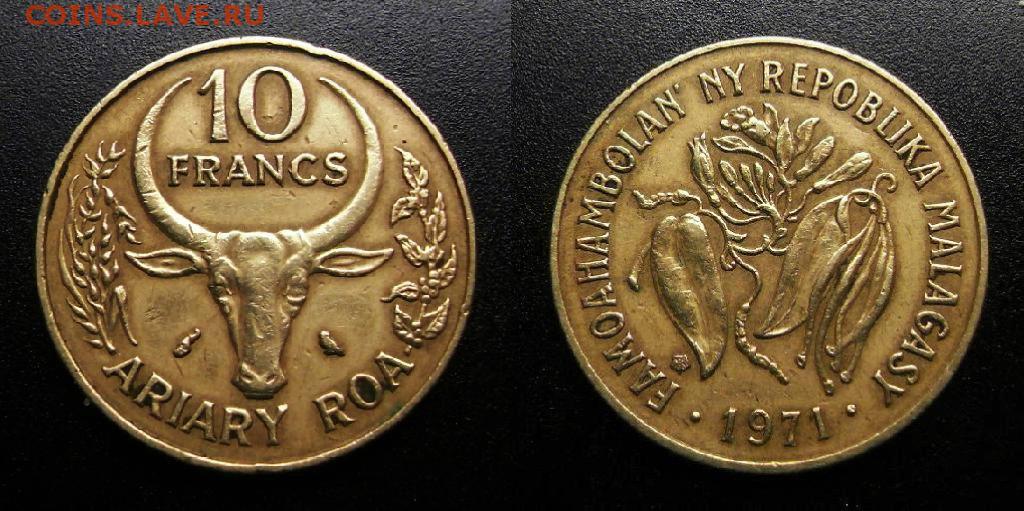 COINS.LAVE.RU
10
FRANCS
ARIARY ROA
FAMOAHAMBOLAN' NY REPOBLIKA MALAGASY
· 1971 ·